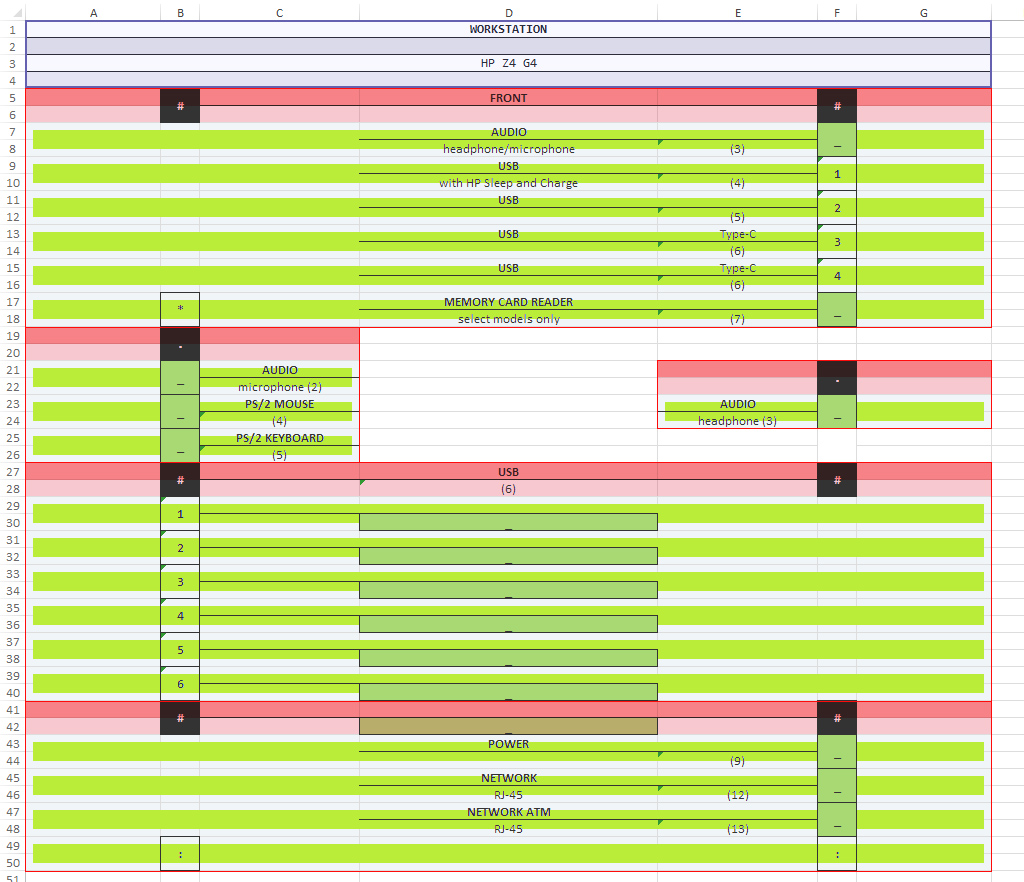 A B C D E F G
1 WORKSTATION
2
3 HP Z4 G4
4
5 FRONT
# #
6
7 AUDIO
8 headphone/microphone (3) _
9 USB
1
10 with HP Sleep and Charge (4)
11 USB
2
12 (5)
13 USB Type-C
3
14 (6)
15 USB Type-C
4
16 (6)
17 MEMORY CARD READER
*
18 select models only (7) _
19
20 .
21 AUDIO
22 _ microphone (2) .
23 PS/2 MOUSE AUDIO
24 _ (4) headphone (3) _
25 PS/2 KEYBOARD
26 _ (5)
27 USB
# #
28 (6)
29
1
30 _
31
2
32 _
33
3
34 _
35
4
36 _
37
5
38 _
39
6
40 _
41
# #
42 _
43 POWER
44 (9) _
45 NETWORK
46 RJ-45 (12) _
47 NETWORK ATM
48 RJ-45 (13) _
49
: :
50
51